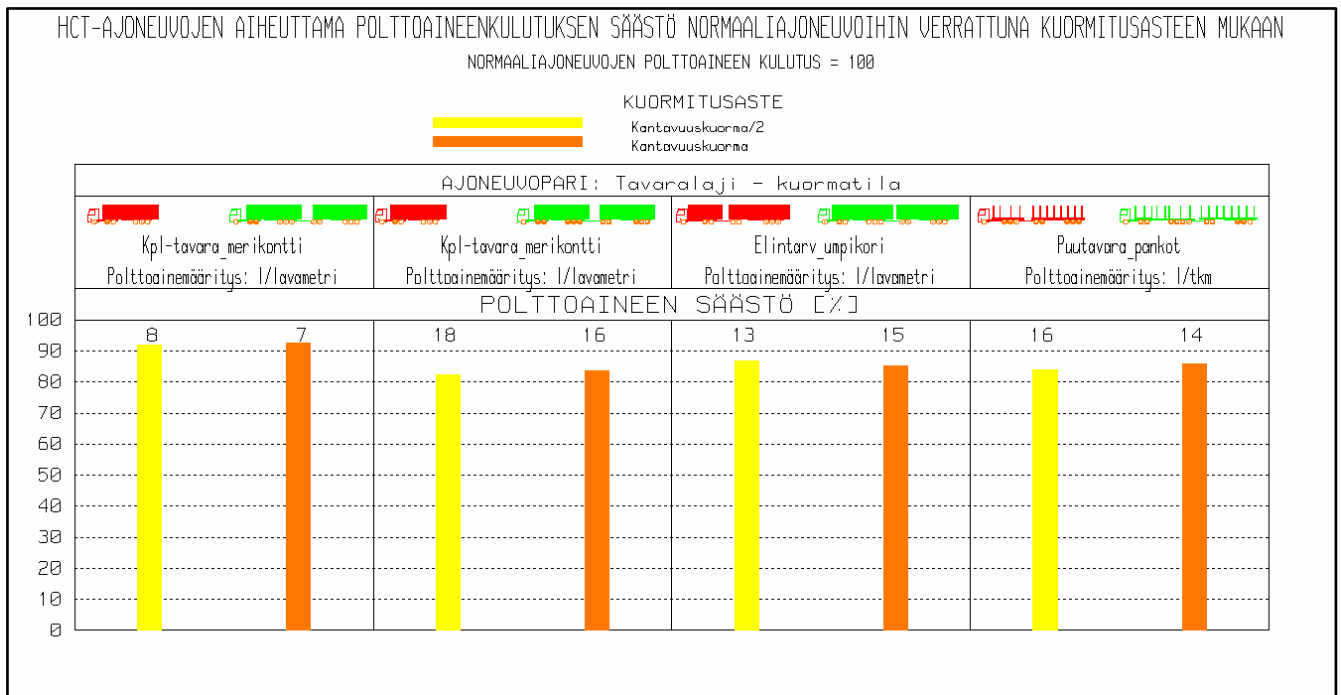 HCT-AJONEUVOJEN AIHEUTTAMA POLTTOAINEENKULUTUKSEN SÄÄSTÖ NORMAALIAJONEUVOIHIN VERRATTUNA KUORMITUSASTEEN MUKAAN
NORMAALIAJONEUVOJEN POLTTOAINEEN KULUTUS = 100
KUORMITUSASTE
Kantavuuskuorma/2
Kantavuuskuorma
AJONEUVOPARI: Tavaralaji - kuormatila
Kpl-tavara_merikontti Kpl-tavara_merikontti Elintarv_umpikori Puutavara_pankot
Polttoainemääritys: l/lavametri Polttoainemääritys: l/lavametri Polttoainemääritys: l/lavametri Polttoainemääritys: l/tkm
POLTTOAINEEN SÄÄSTÖ [%]
100
8 7 18 16 13 15 16 14
90
80
70
60
50
40
30
20
10
0